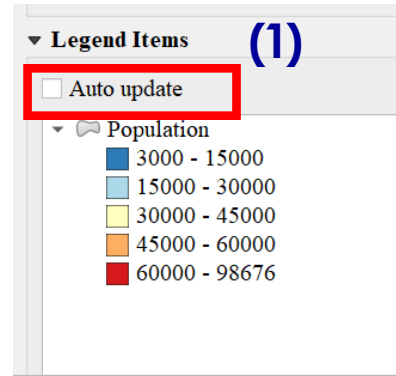 Legend Items
(1)
Auto update
Population
3000 - 15000
15000 - 30000
30000 - 45000
45000 - 60000
60000 - 98676